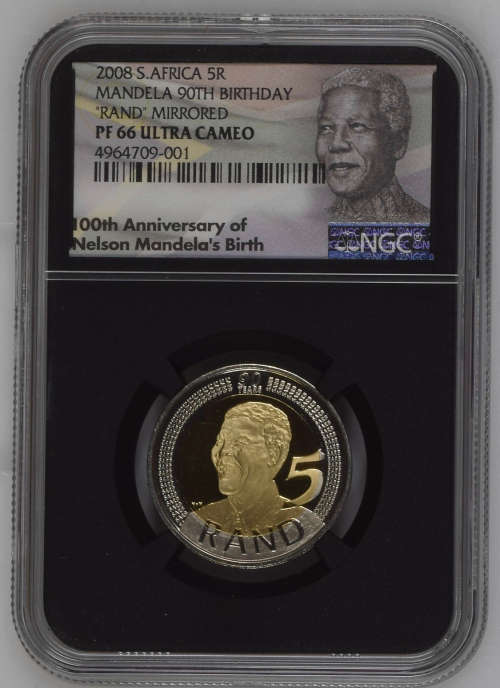 2008 S.AFRICA 5R
MANDELA 90TH BIRTHDAY
"RAND" MIRRORED
PF 66 ULTRA CAMEO
4964709-001
100th Anniversary of
Nelson Mandela's Birth
NGC
90
YEARS
5
RAND